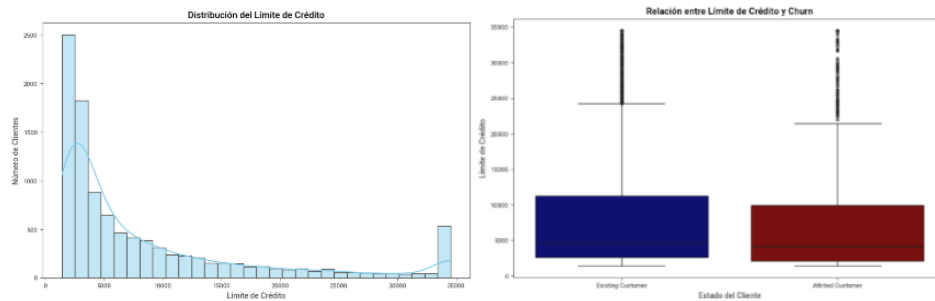 Distribución del Límite de Crédito
2500
2000
1500
1000
500
0
Número de Clientes
0 5000 10000 15000 20000 25000 30000 35000
Límite de Crédito
Relación entre Límite de Crédito y Churn
35000
30000
25000
20000
15000
10000
5000
0
Límite de Crédito
Existing Customer Attrited Customer
Estado del Cliente